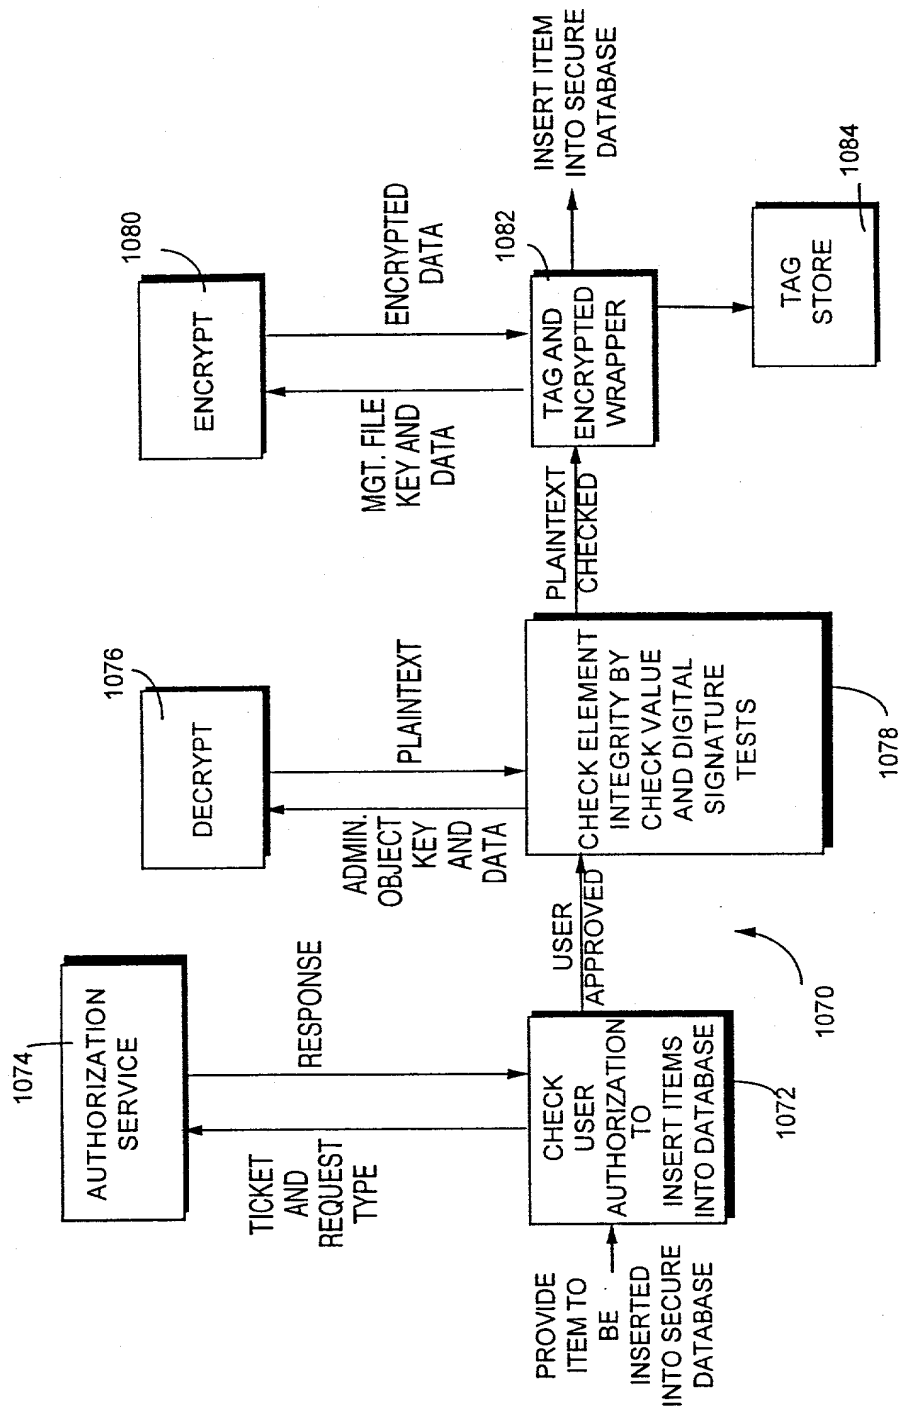 1074
AUTHORIZATION
SERVICE
TICKET
AND
REQUEST
TYPE
RESPONSE
PROVIDE
ITEM TO
BE
INSERTED
INTO SECURE
DATABASE
CHECK
USER
AUTHORIZATION
TO
INSERT ITEMS
INTO DATABASE
1072
USER
APPROVED
1070
1076
DECRYPT
ADMIN.
OBJECT
KEY
AND
DATA
PLAINTEXT
CHECK ELEMENT
INTEGRITY BY
CHECK VALUE
AND DIGITAL
SIGNATURE
TESTS
1078
PLAINTEXT
CHECKED
1080
ENCRYPT
MGT. FILE
KEY AND
DATA
ENCRYPTED
DATA
1082
TAG AND
ENCRYPTED
WRAPPER
INSERT ITEM
INTO SECURE
DATABASE
TAG
STORE
1084